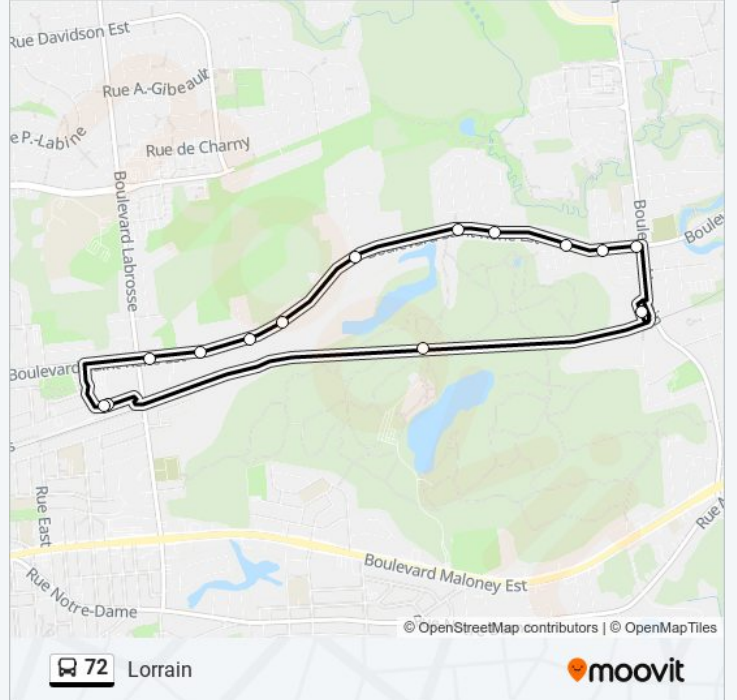 Rue Davidson Est
Rue A.-Gibeault
e P.-Labine
Rue de Charny
Boulevard Labrosse
Boule
Boulev
Boulevard
Rue East
Boulevard Maloney Est
Rue A
Rue Notre-Dame
© OpenStreetMap contributors | © OpenMapTiles
72 Lorrain
moovit